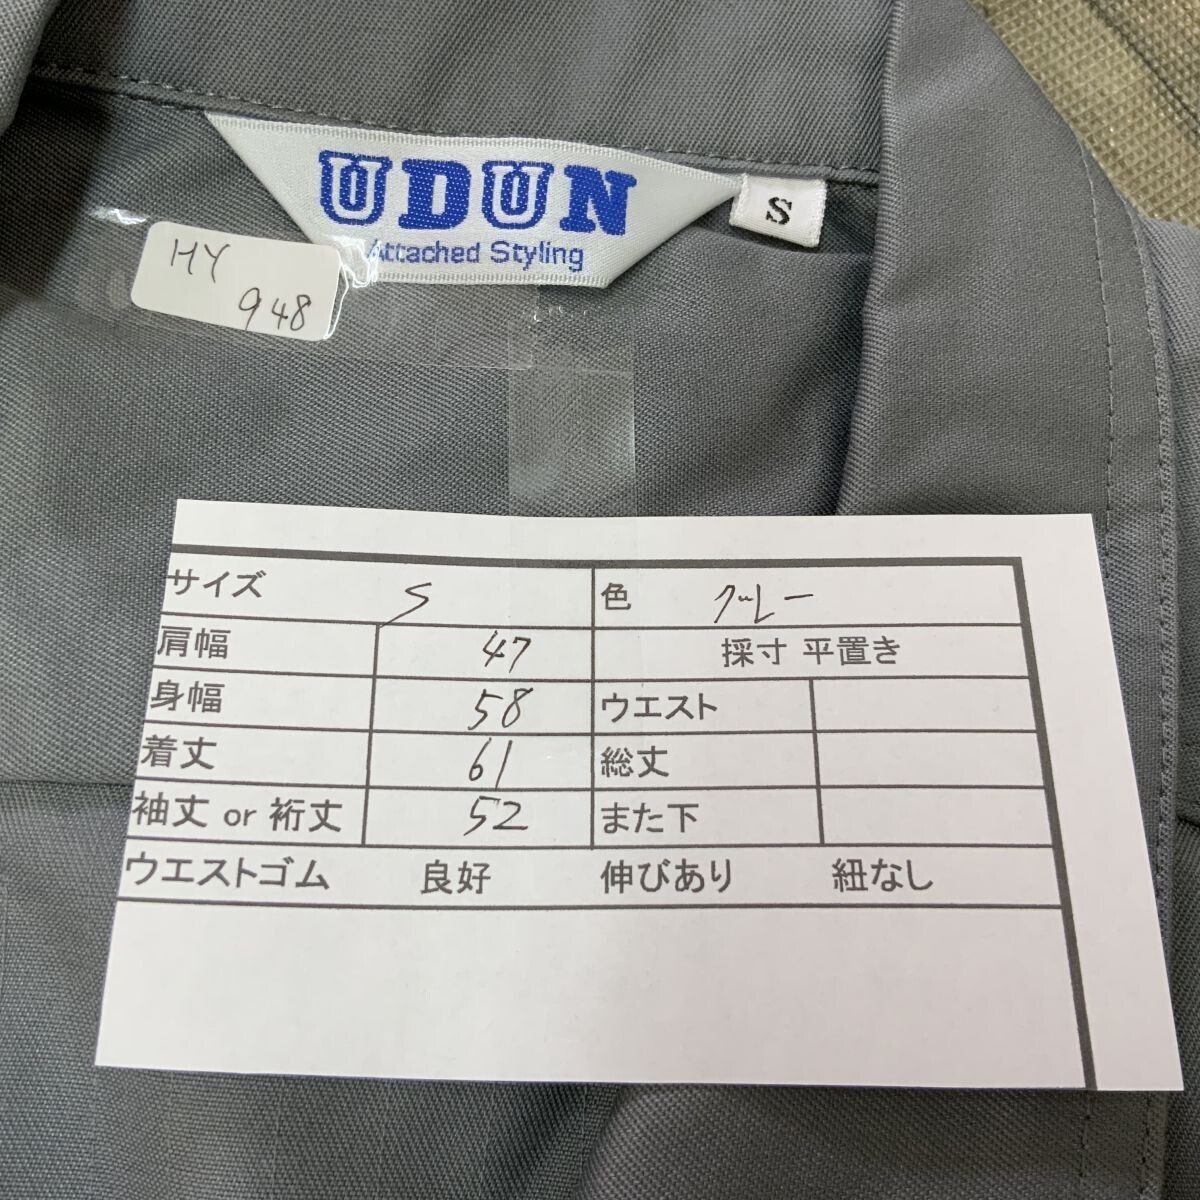 UDUN
Attached Styling
S
HY
948
サイズ S 色 グレー
肩幅 47 採寸 平置き
身幅 58 ウエスト
着丈 61 総丈
袖丈 or 裄丈 52 また下
ウエストゴム 良好 伸びあり 紐なし